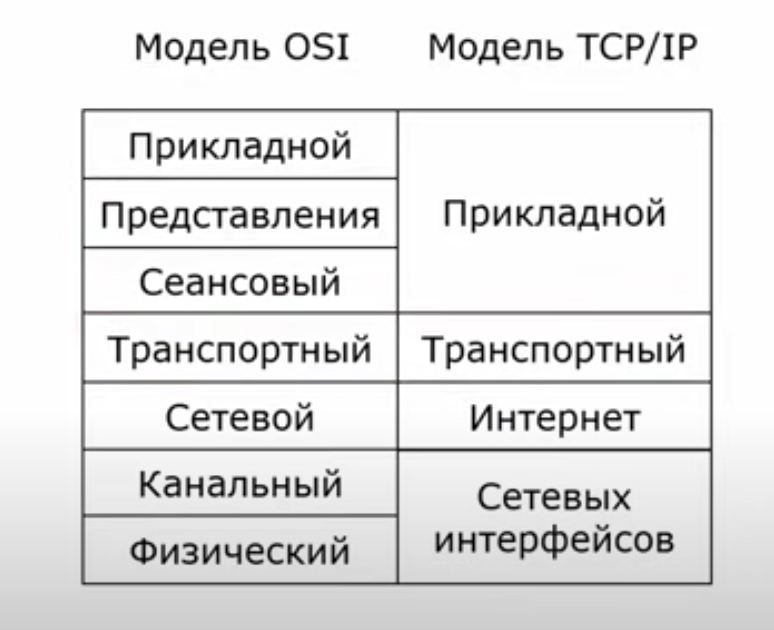 Модель OSI Модель TCP/IP
Прикладной
Представления
Сеансовый
Прикладной
Транспортный Транспортный
Сетевой Интернет
Канальный
Физический
Сетевых
интерфейсов